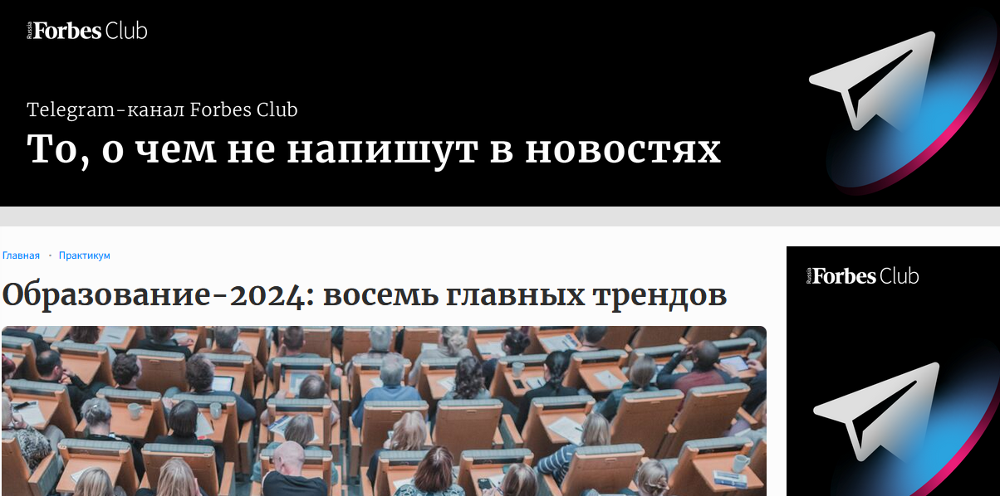 Russia Forbes Club
Telegram-канал Forbes Club
То, о чем не напишут в новостях
Главная · Практикум
Образование-2024: восемь главных трендов
Russia Forbes Club